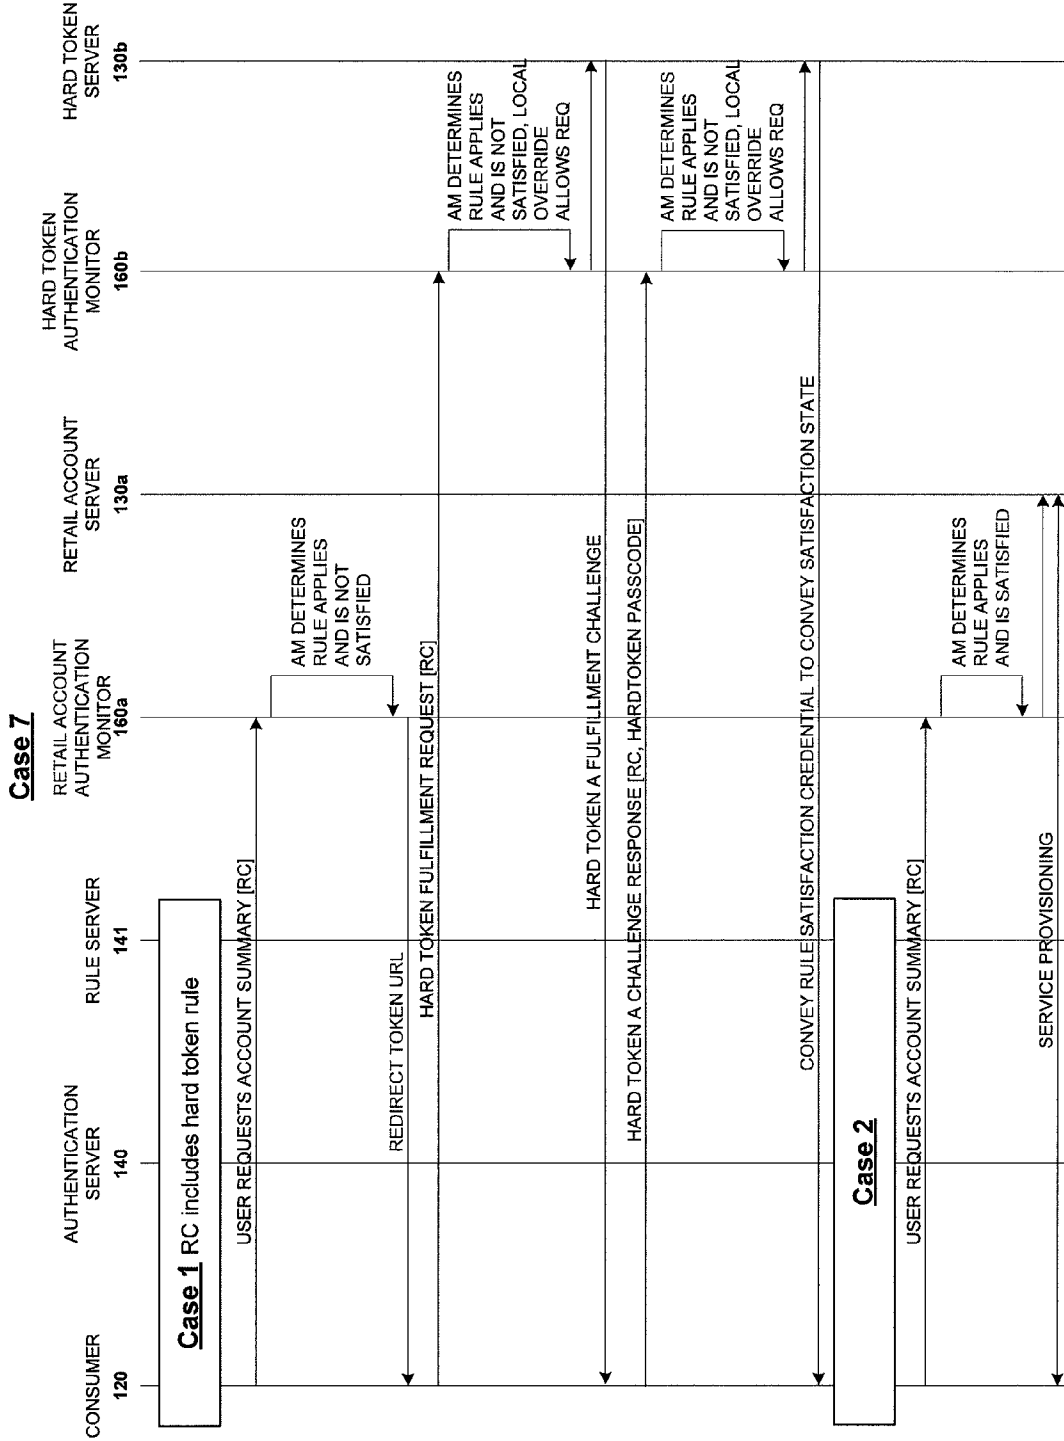 Case 7
CONSUMER
120
AUTHENTICATION
SERVER
140
RULE SERVER
141
RETAIL ACCOUNT
AUTHENTICATION
MONITOR
160a
RETAIL ACCOUNT
SERVER
130a
HARD TOKEN
AUTHENTICATION
MONITOR
160b
HARD TOKEN
SERVER
130b
Case 1 RC includes hard token rule
USER REQUESTS ACCOUNT SUMMARY [RC]
AM DETERMINES
RULE APPLIES
AND IS NOT
SATISFIED
REDIRECT TOKEN URL
HARD TOKEN FULFILLMENT REQUEST [RC]
AM DETERMINES
RULE APPLIES
AND IS NOT
SATISFIED, LOCAL
OVERRIDE
ALLOWS REQ
HARD TOKEN A FULFILLMENT CHALLENGE
HARD TOKEN A CHALLENGE RESPONSE [RC, HARDTOKEN PASSCODE]
AM DETERMINES
RULE APPLIES
AND IS NOT
SATISFIED, LOCAL
OVERRIDE
ALLOWS REQ
CONVEY RULE SATISFACTION CREDENTIAL TO CONVEY SATISFACTION STATE
Case 2
USER REQUESTS ACCOUNT SUMMARY [RC]
AM DETERMINES
RULE APPLIES
AND IS SATISFIED
SERVICE PROVISIONING